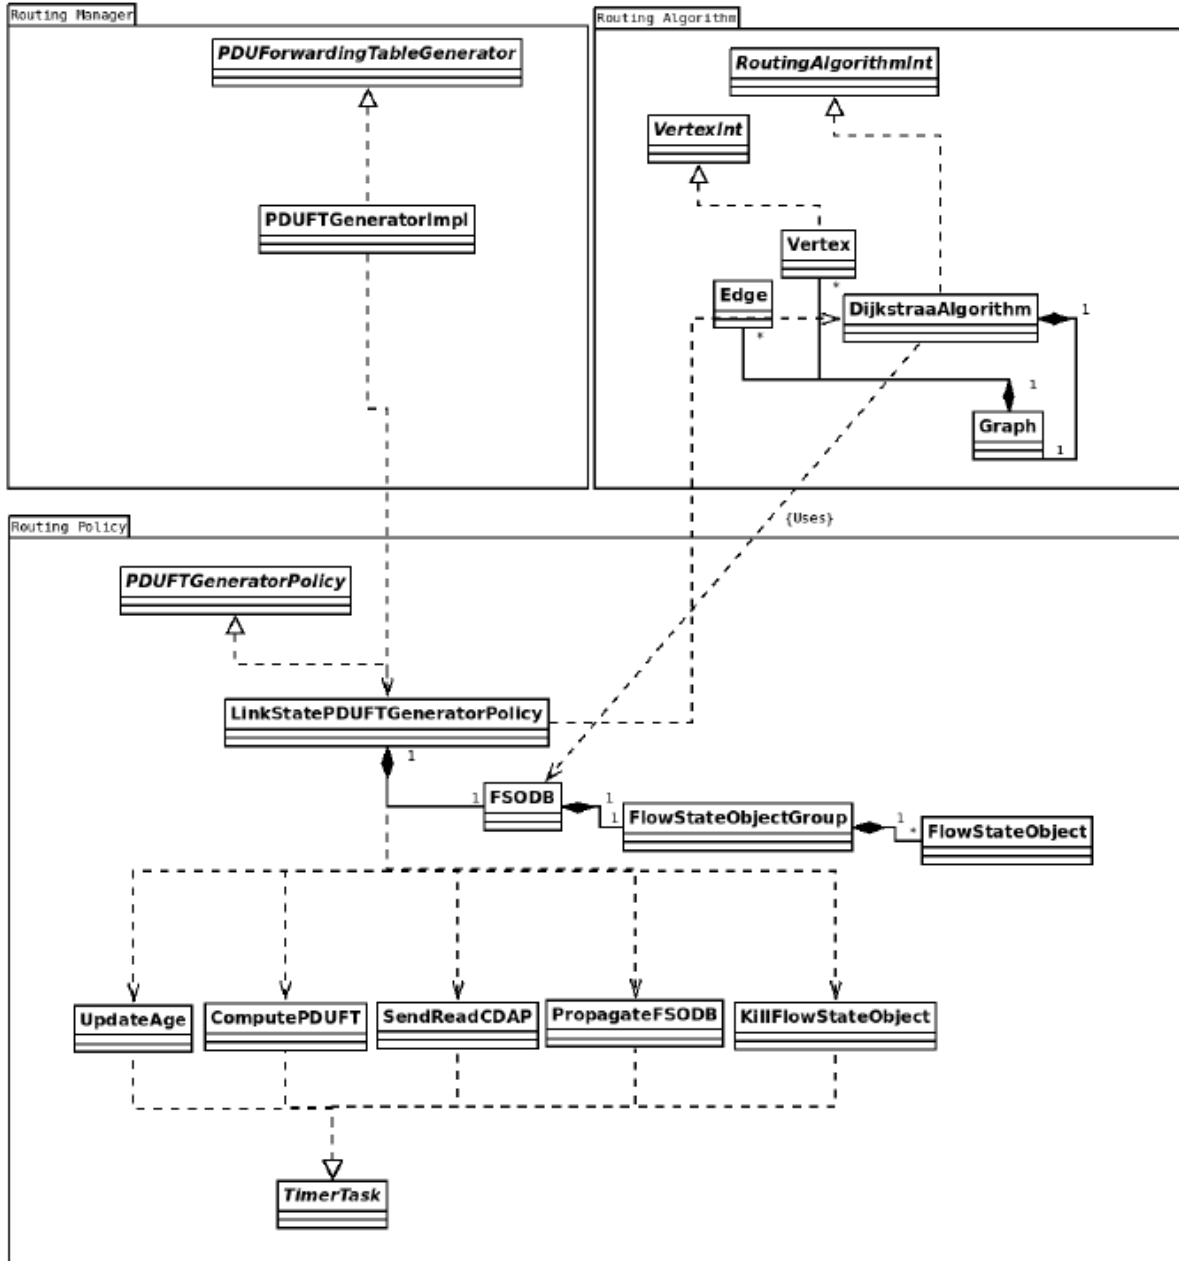 Routing Manager
PDUForwardingTableGenerator
PDUFTGeneratorImpl
Routing Algorithm
RoutingAlgorithmInt
VertexInt
Vertex
*
Edge
*
DijkstraaAlgorithm
1
1
Graph
1
{Uses}
Routing Policy
PDUFTGeneratorPolicy
LinkStatePDUFTGeneratorPolicy
1
1
FSODB
1
1
FlowStateObjectGroup
1
*
FlowStateObject
UpdateAge
ComputePDUFT
SendReadCDAP
PropagateFSODB
KillFlowStateObject
TimerTask